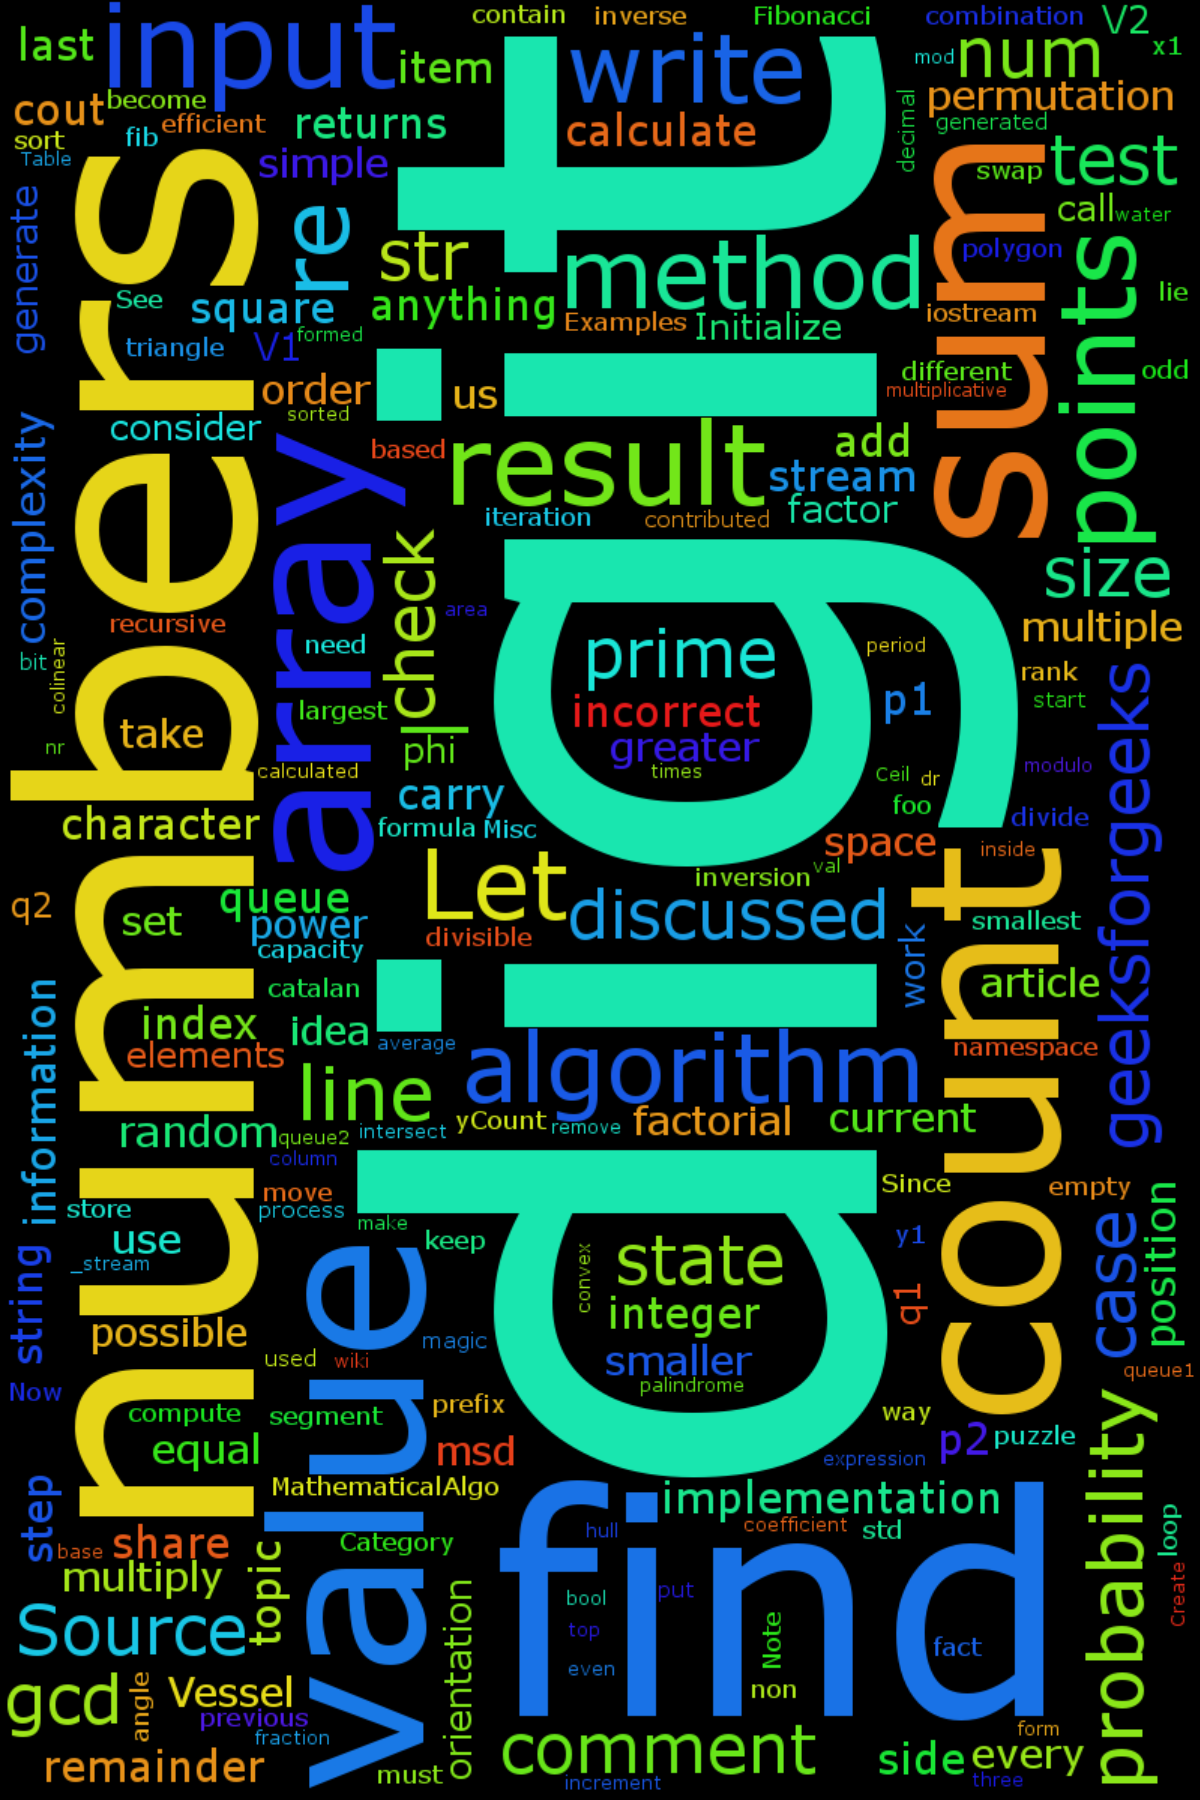 contain inverse Fibonacci combination V2
last input item write mod num x1
cout become permutation
sort fib efficient returns calculate decimal generated
Table simple swap test
generate numbers re str digit method sum call water
polygon points
See square anything lie
triangle V1 formed Examples Initialize iostream
order us different odd
sorted multiplicative
complexity consider array based result add
stream
iteration contributed factor
check size
recursive area multiple
bit colinear need prime period rank
largest incorrect p1 start geeksforgeeks
nr take phi greater
calculated times Ceil dr modulo
carry foo divide
character formula Misc space inside
Let inversion val count
q2 set queue discussed smallest
power divisible work
capacity
information catalan article
index idea
elements average algorithm namespace
line
random queue2 intersect yCount remove factorial current
column
move Since empty position
store process make
use keep convex state y1 case
string _stream value integer q1
possible magic smaller
used wiki palindrome queue1
Now
compute segment prefix way
equal msd expression p2 puzzle probability
MathematicalAlgo find implementation
step share Category hull coefficient std loop
base
multiply topic orientation bool put Create
Source top Note fact
even
gcd angle Vessel non
previous
fraction form
remainder must comment side every
increment three